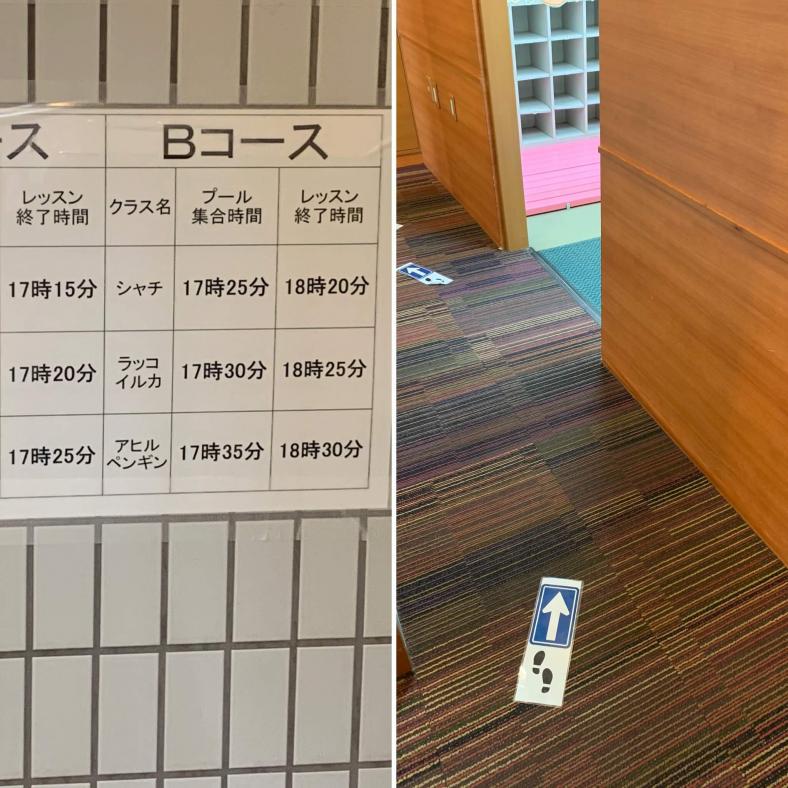 ース
Bコース
レッスン
終了時間
クラス名
プール
集合時間
レッスン
終了時間
17時15分
シャチ
17時25分
18時20分
17時20分
ラッコ
イルカ
17時30分
18時25分
17時25分
アヒル
ペンギン
17時35分
18時30分